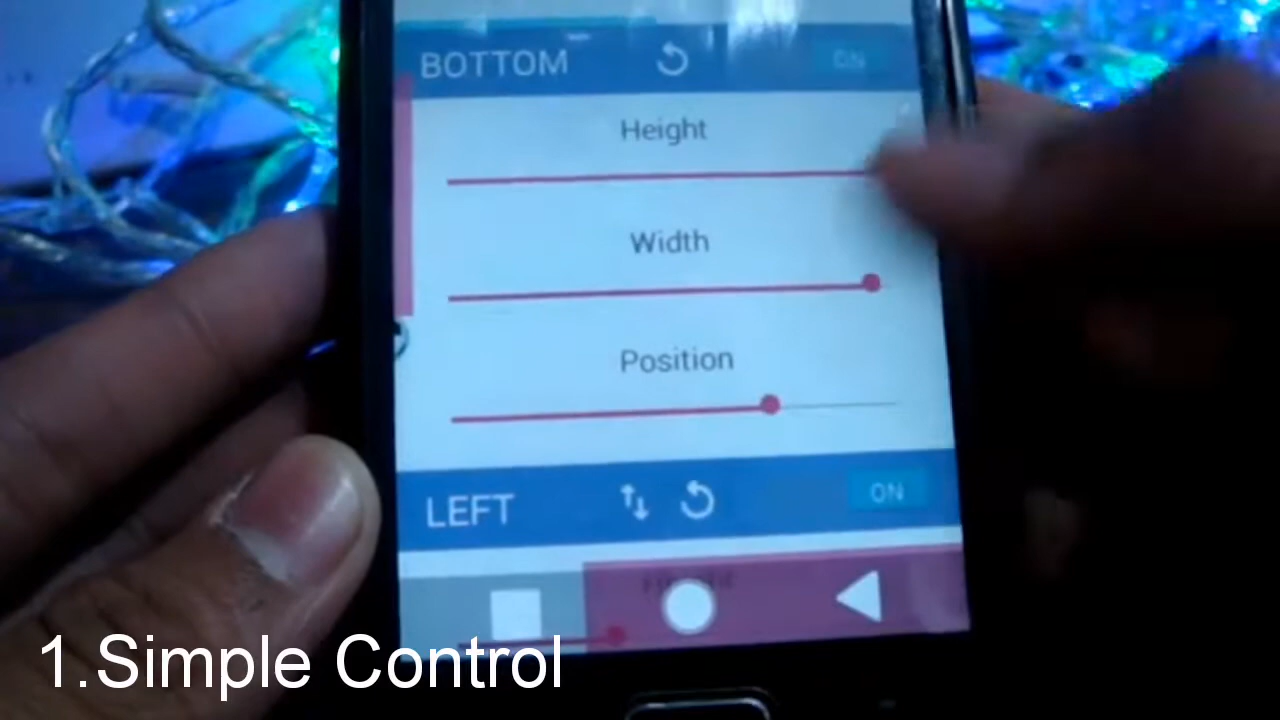 BOTTOM ON
Height
Width
Position
LEFT ON
1.Simple Control